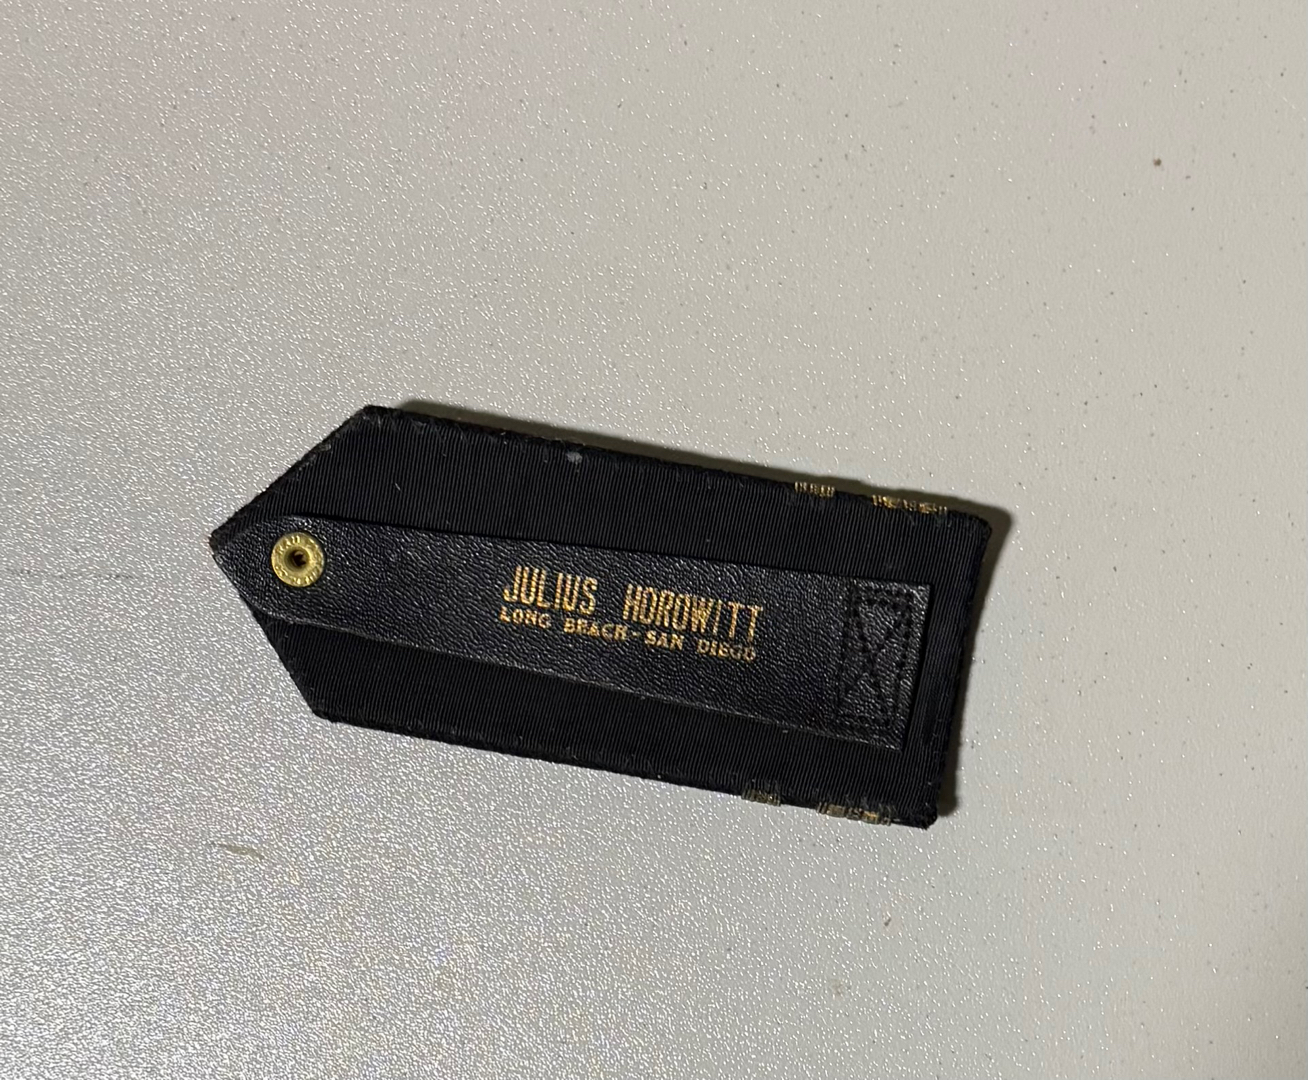 JULIUS HOROWITT
LONG BEACH - SAN DIEGO